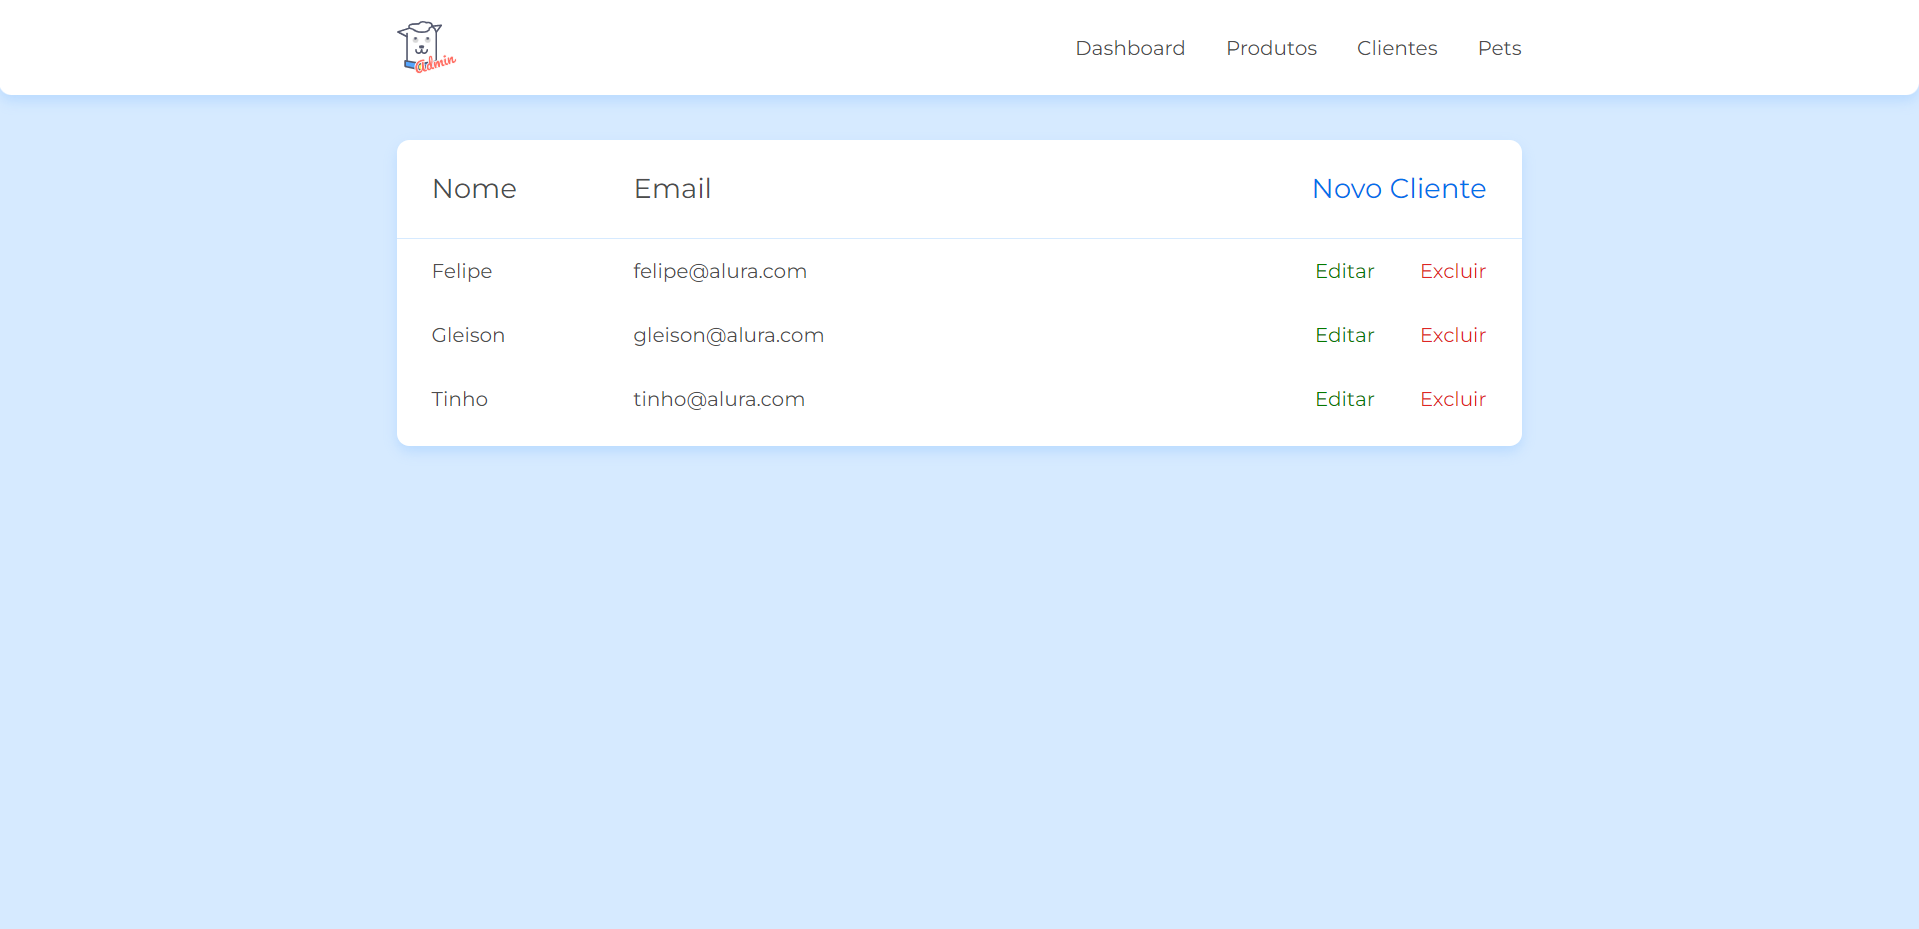 Admin
Dashboard Produtos Clientes Pets
Nome Email Novo Cliente
Felipe felipe@alura.com Editar Excluir
Gleison gleison@alura.com Editar Excluir
Tinho tinho@alura.com Editar Excluir